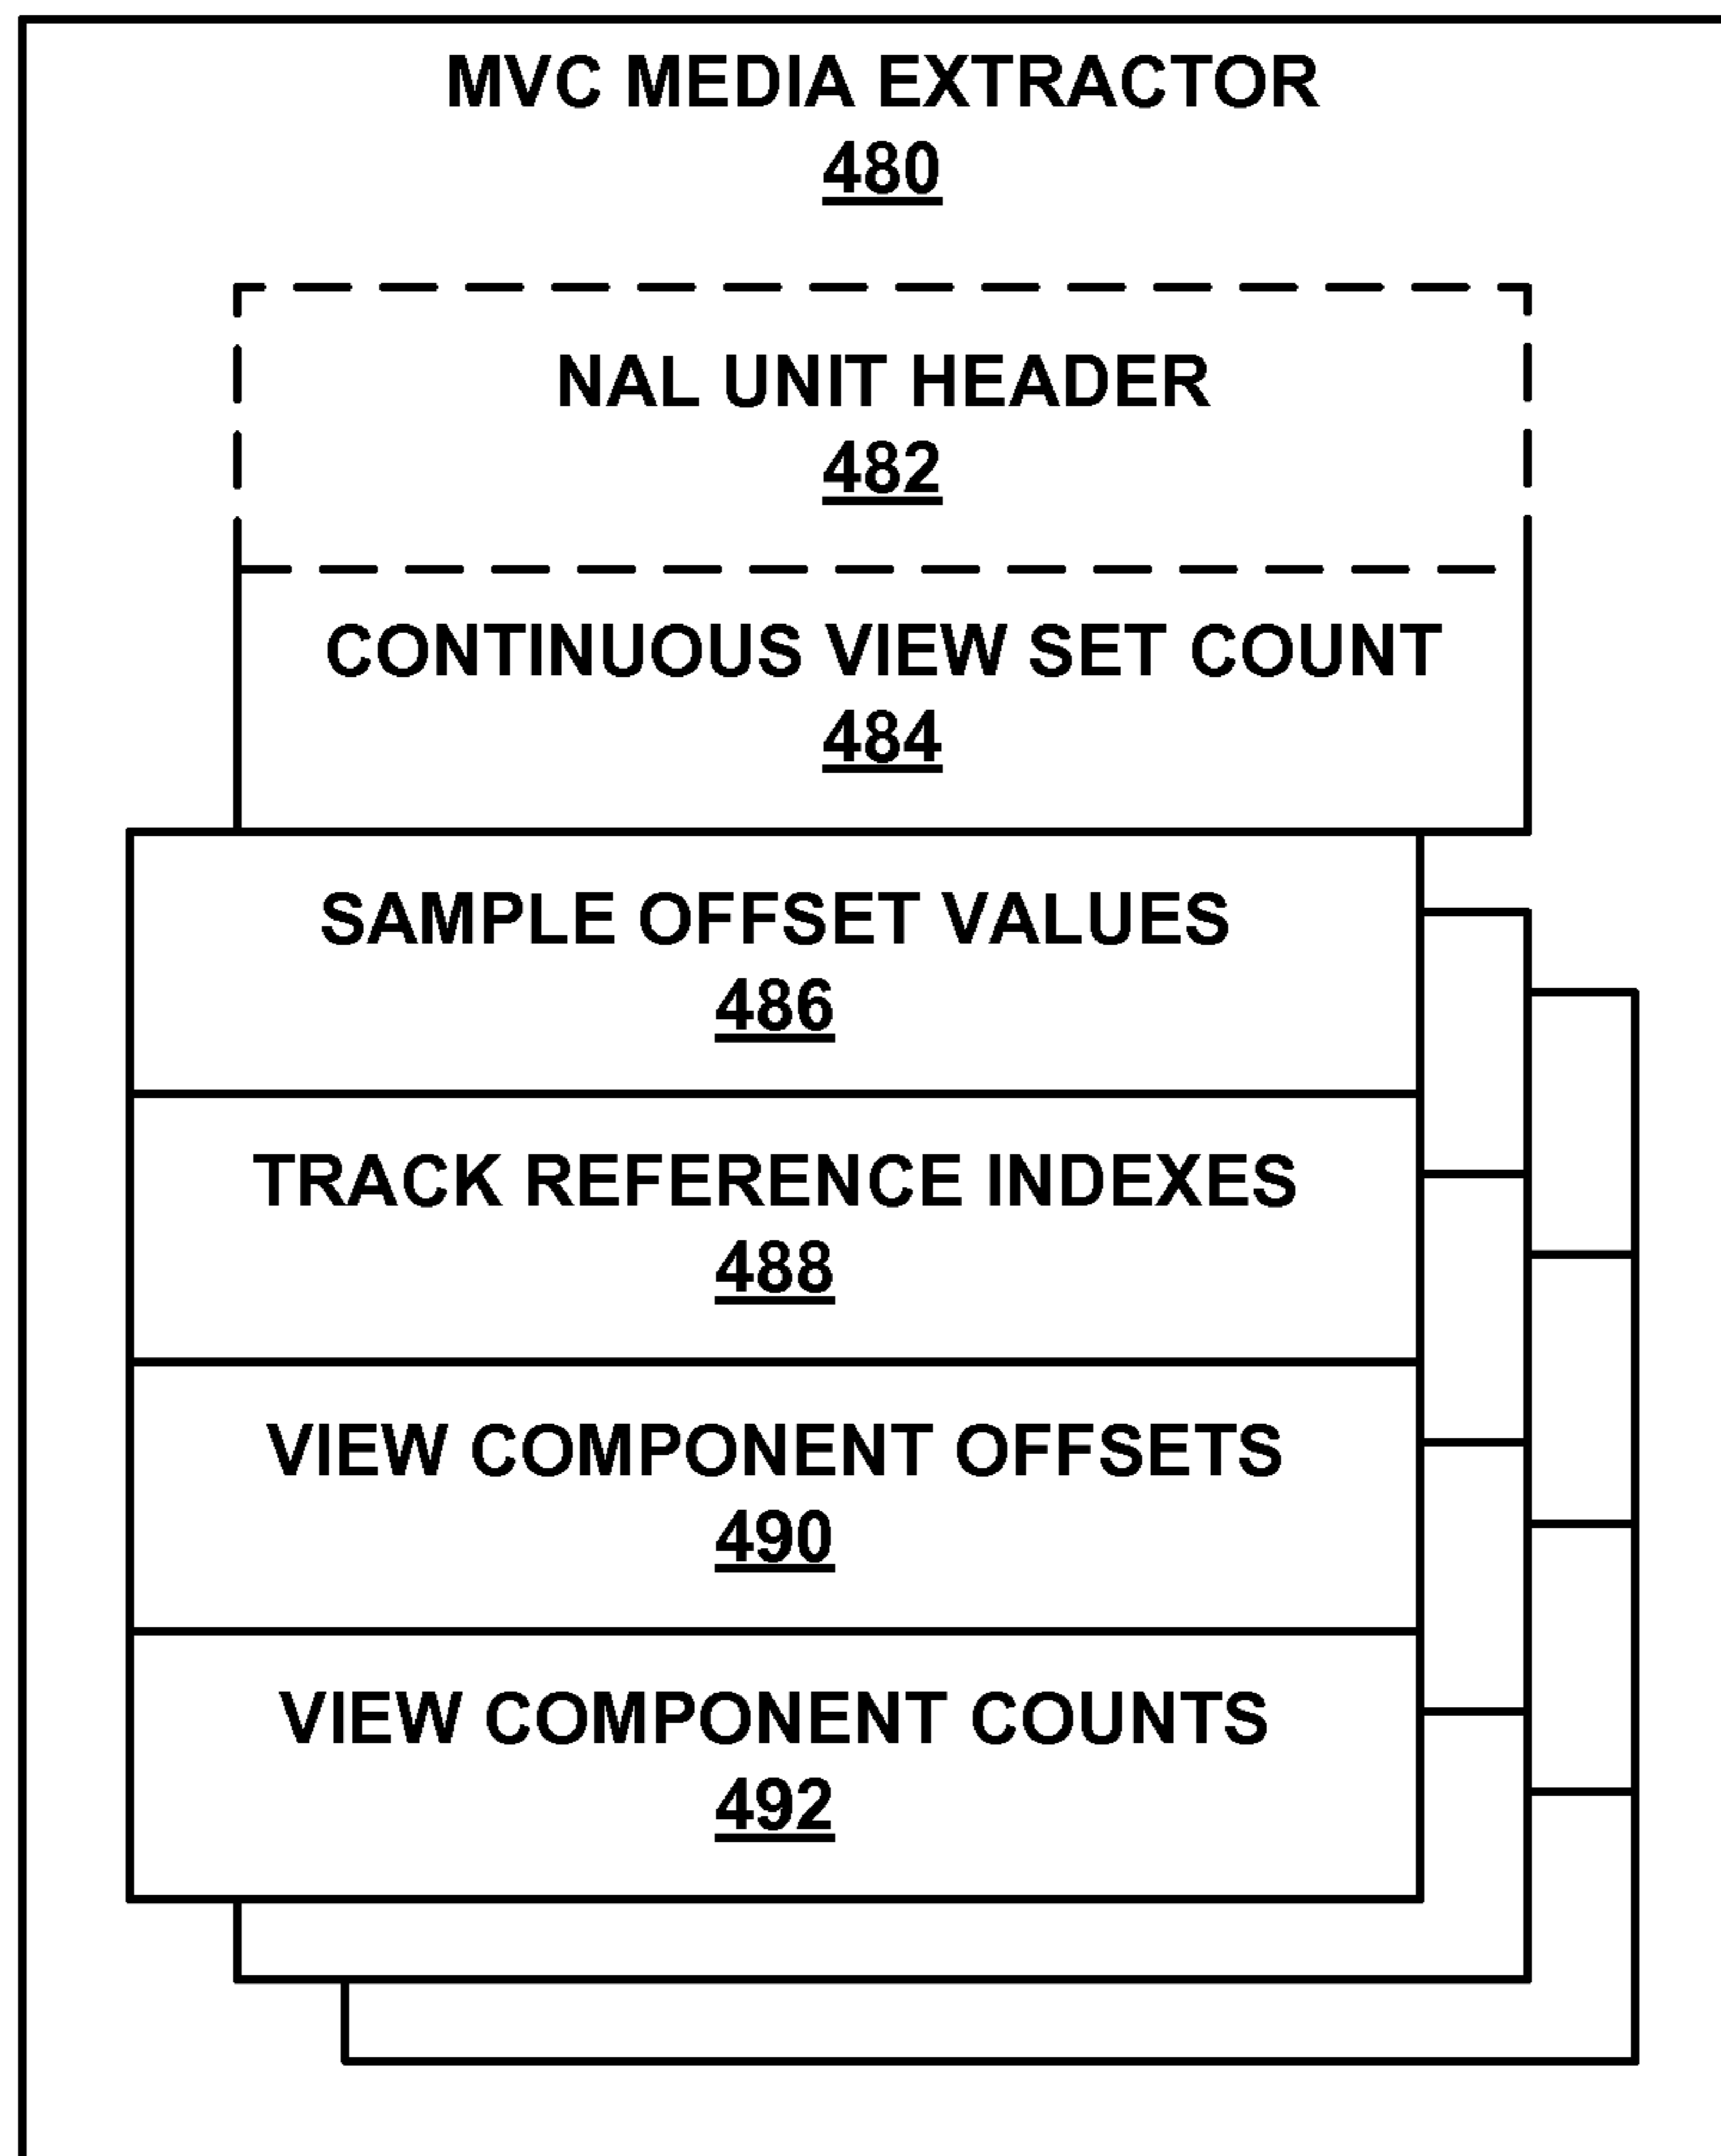 MVC MEDIA EXTRACTOR
480
NAL UNIT HEADER
482
CONTINUOUS VIEW SET COUNT
484
SAMPLE OFFSET VALUES
486
TRACK REFERENCE INDEXES
488
VIEW COMPONENT OFFSETS
490
VIEW COMPONENT COUNTS
492